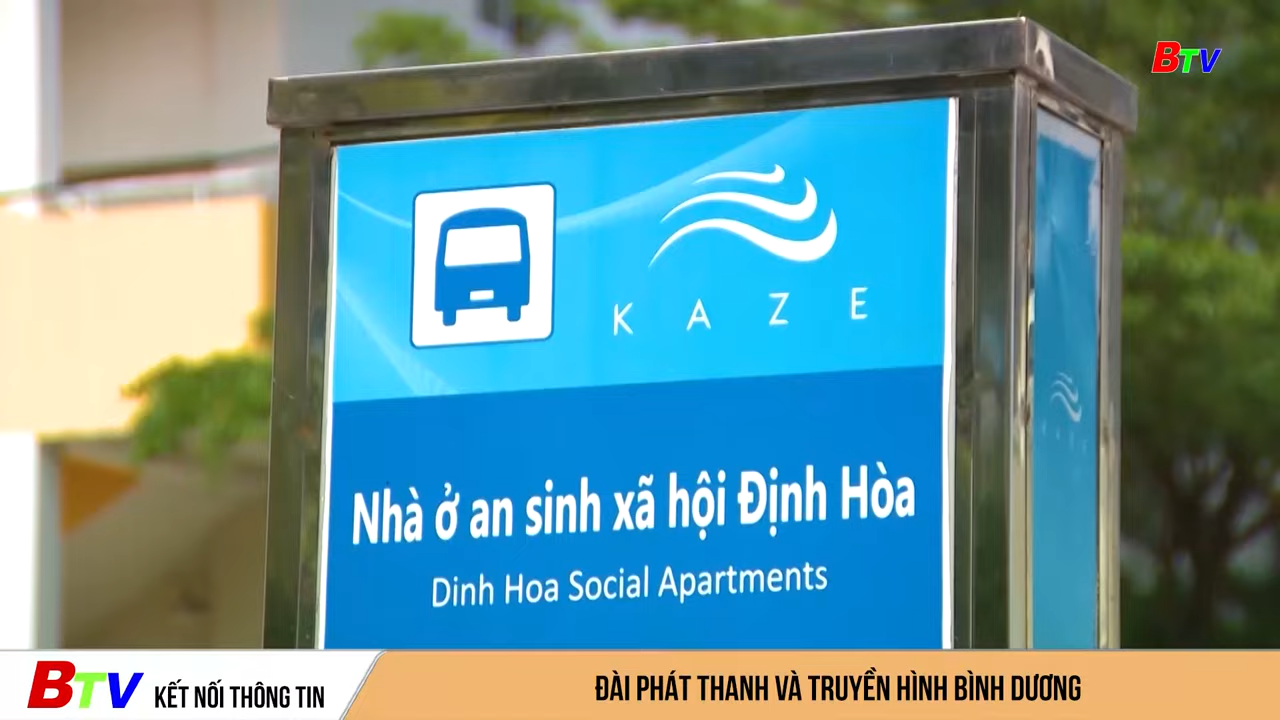 BTV
KAZE
Nhà ở an sinh xã hội Định Hòa
Dinh Hoa Social Apartments
KAZE
BTV KẾT NỐI THÔNG TIN
ĐÀI PHÁT THANH VÀ TRUYỀN HÌNH BÌNH DƯƠNG